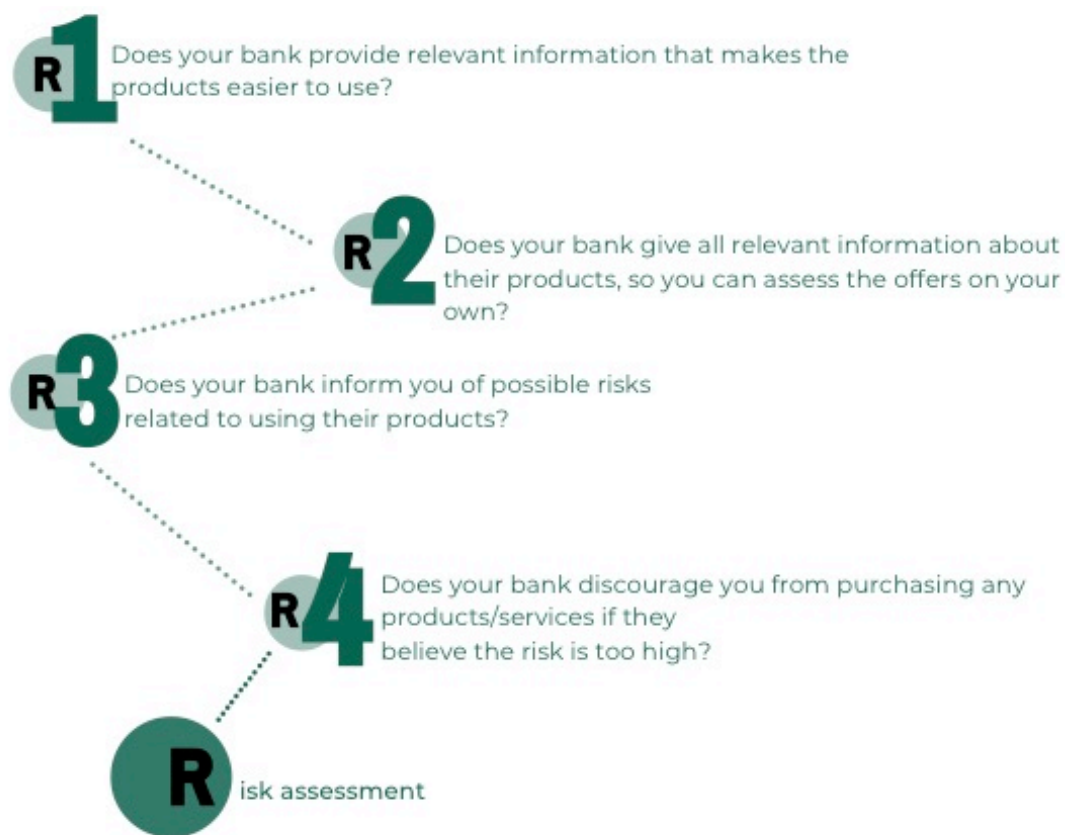 R1 Does your bank provide relevant information that makes the
products easier to use?
R2 Does your bank give all relevant information about
their products, so you can assess the offers on your
own?
R3 Does your bank inform you of possible risks
related to using their products?
R4 Does your bank discourage you from purchasing any
products/services if they
believe the risk is too high?
Risk assessment